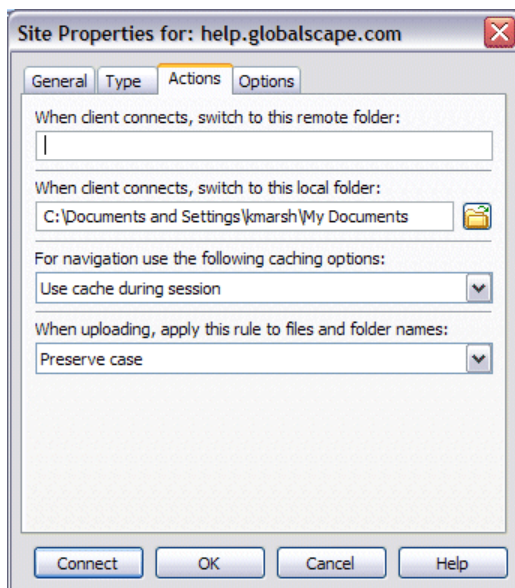 Site Properties for: help.globalscape.com
General Type Actions Options
When client connects, switch to this remote folder:
When client connects, switch to this local folder:
C:\Documents and Settings\kmarsh\My Documents
For navigation use the following caching options:
Use cache during session
When uploading, apply this rule to files and folder names:
Preserve case
Connect OK Cancel Help